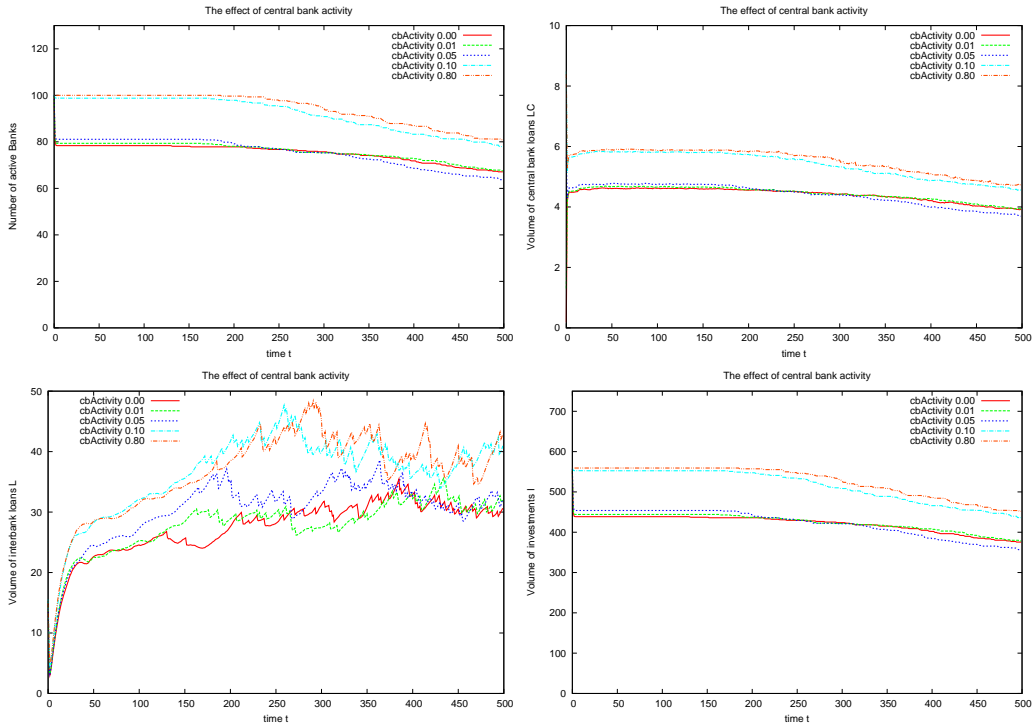 The effect of central bank activity
cbActivity 0.00
cbActivity 0.01
cbActivity 0.05
cbActivity 0.10
cbActivity 0.80
Number of active Banks
0
20
40
60
80
100
120
0 50 100 150 200 250 300 350 400 450 500
time t
The effect of central bank activity
cbActivity 0.00
cbActivity 0.01
cbActivity 0.05
cbActivity 0.10
cbActivity 0.80
Volume of central bank loans LC
0
2
4
6
8
10
0 50 100 150 200 250 300 350 400 450 500
time t
The effect of central bank activity
cbActivity 0.00
cbActivity 0.01
cbActivity 0.05
cbActivity 0.10
cbActivity 0.80
Volume of interbank loans L
0
10
20
30
40
50
0 50 100 150 200 250 300 350 400 450 500
time t
The effect of central bank activity
cbActivity 0.00
cbActivity 0.01
cbActivity 0.05
cbActivity 0.10
cbActivity 0.80
Volume of investments I
0
100
200
300
400
500
600
700
0 50 100 150 200 250 300 350 400 450 500
time t